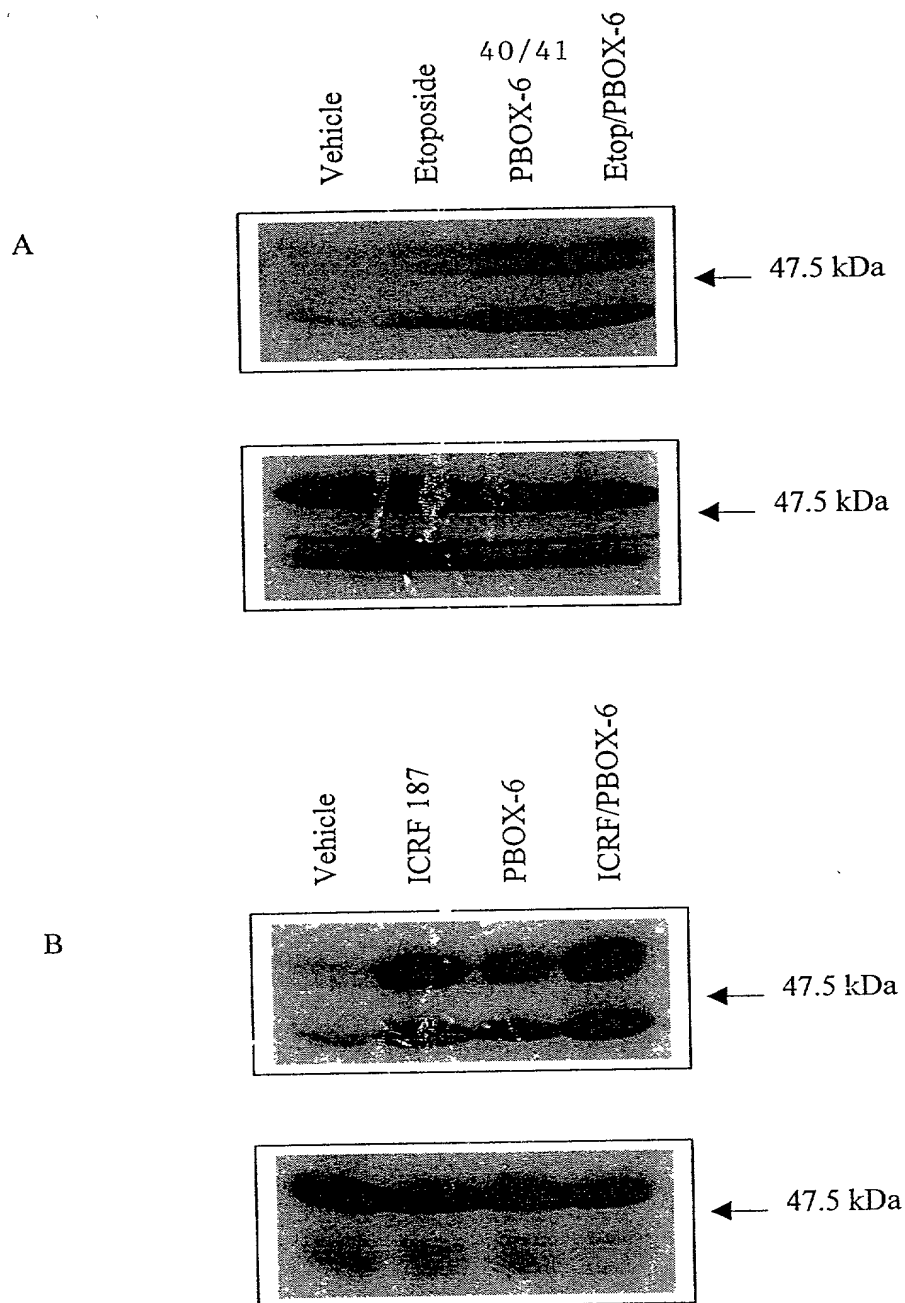 40/41
Vehicle
Etoposide
PBOX-6
Etop/PBOX-6
A
47.5 kDa
47.5 kDa
Vehicle
ICRF 187
PBOX-6
ICRF/PBOX-6
B
47.5 kDa
47.5 kDa